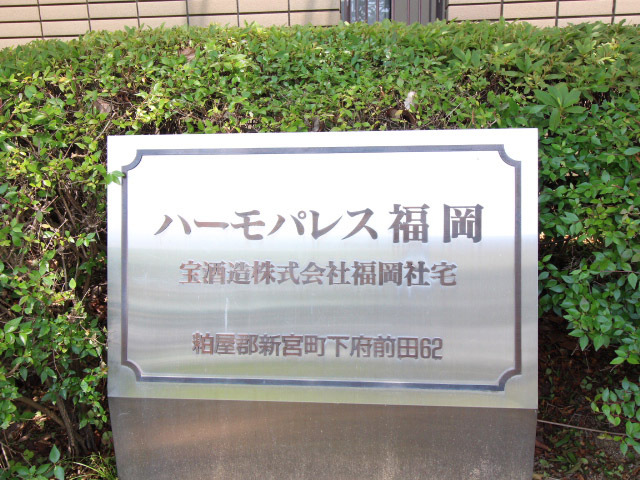 ハーモパレス福岡
宝酒造株式会社福岡社宅
粕屋郡新宮町下府前田62